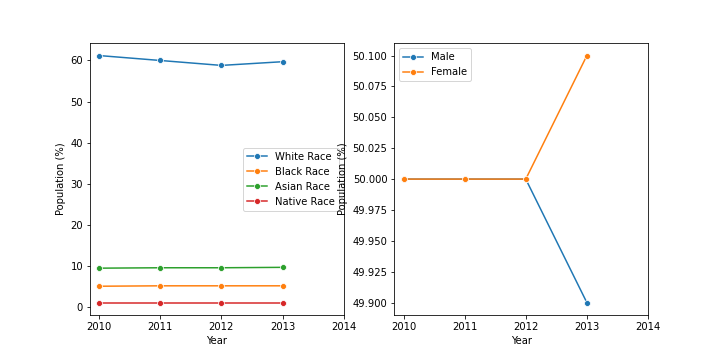 60
50
40
30
20
10
0
Population (%)
White Race
Black Race
Asian Race
Native Race
2010 2011 2012 2013 2014
Year
50.100
50.075
50.050
50.025
50.000
49.975
49.950
49.925
49.900
Population (%)
Male
Female
2010 2011 2012 2013 2014
Year